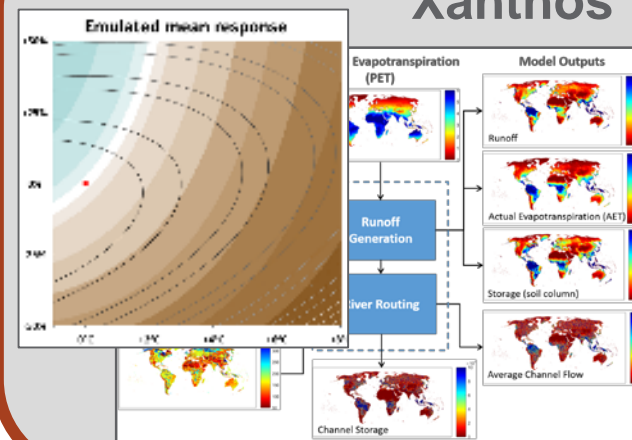 Xanthos
Emulated mean response
Evapotranspiration
(PET)
Model Outputs
Runoff
Actual Evapotranspiration (AET)
Runoff
Generation
Storage (soil column)
River Routing
Average Channel Flow
Channel Storage